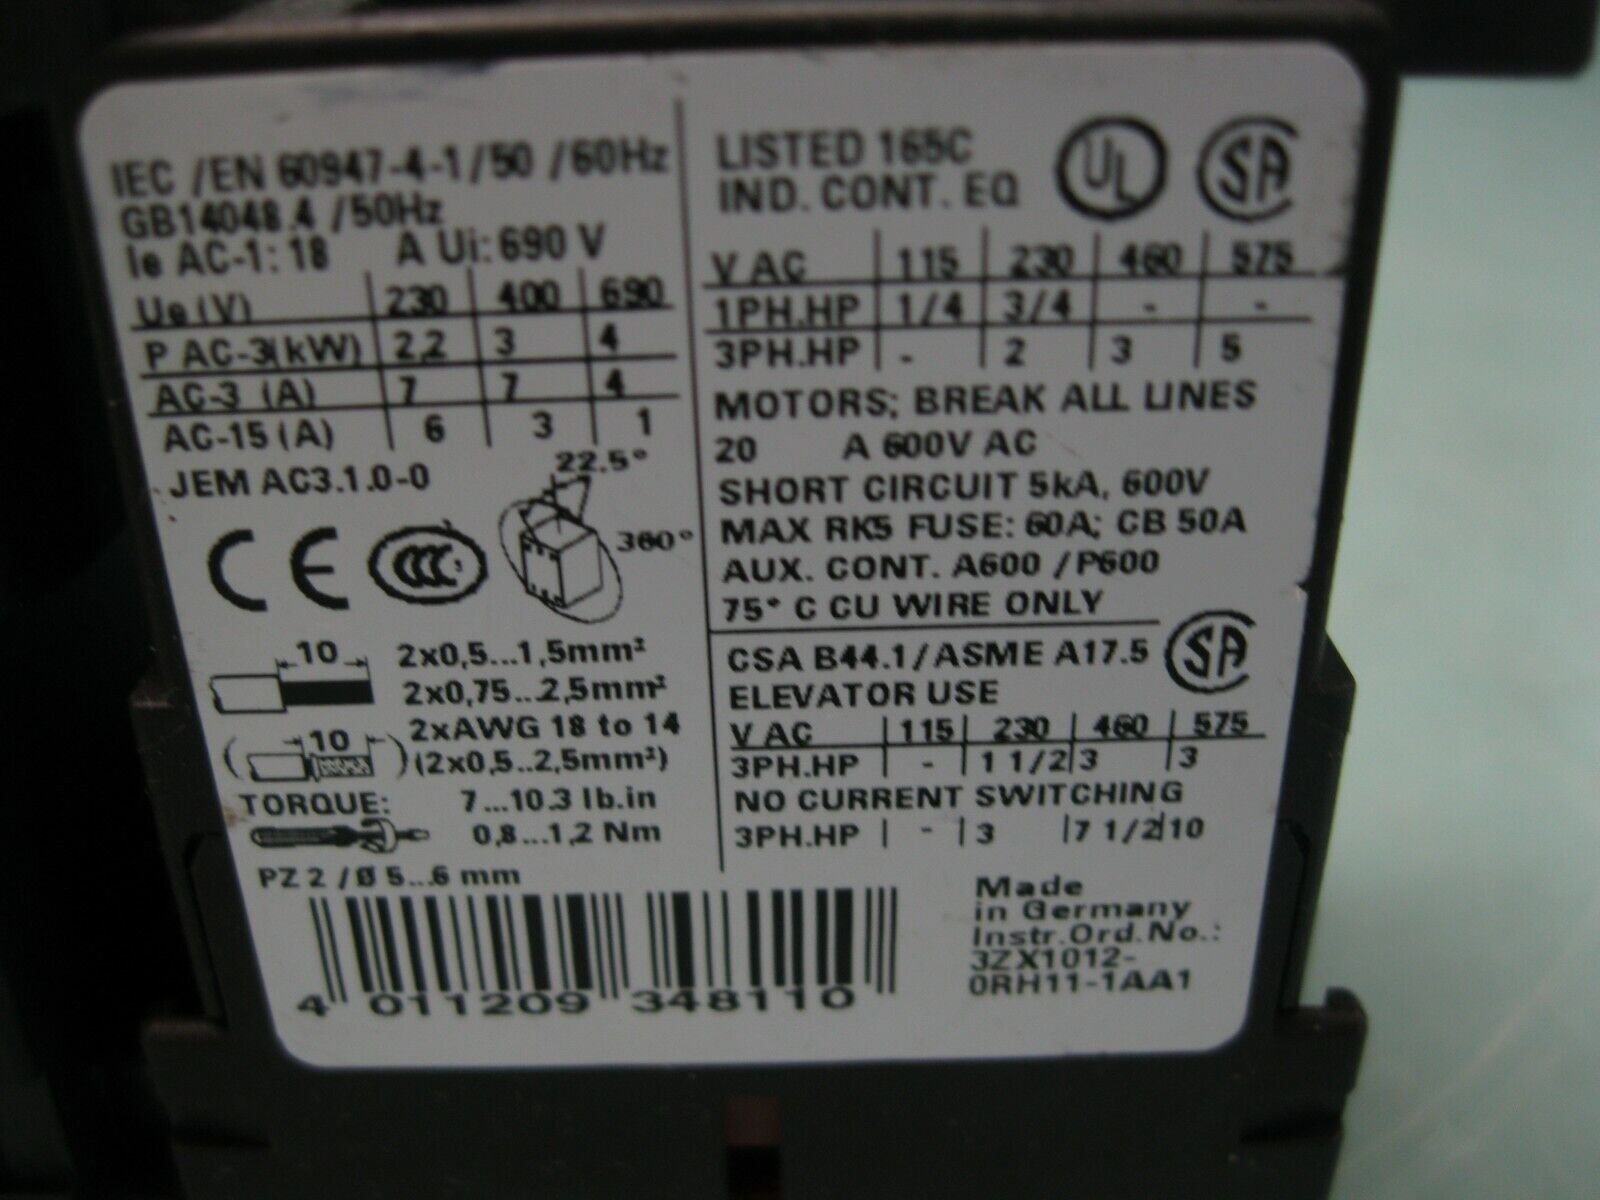 IEC /EN 60947-4-1/50 /60Hz
GB14048.4 /50Hz
Ie AC-1: 18 A Ui: 690 V
Ue (V) 230 400 690
P AC-3(kW) 2,2 3 4
AC-3 (A) 7 7 4
AC-15 (A) 6 3 1
JEM AC3.1.0-0
22.5°
360°
CE CCC
10 2x0,5...1,5mm²
2x0,75...2,5mm²
2xAWG 18 to 14
( 10 ) (2x0,5..2,5mm²)
TORQUE: 7...10.3 lb.in
0,8...1,2 Nm
PZ 2 / Ø 5...6 mm
4 011209 348110
LISTED 165C
IND. CONT. EQ
UL SA
V AC 115 230 460 575
1PH.HP 1/4 3/4 - -
3PH.HP - 2 3 5
MOTORS; BREAK ALL LINES
20 A 600V AC
SHORT CIRCUIT 5kA, 600V
MAX RK5 FUSE: 60A; CB 50A
AUX. CONT. A600 /P600
75° C CU WIRE ONLY
CSA B44.1/ASME A17.5
SA
ELEVATOR USE
V AC 115 230 460 575
3PH.HP - 1 1/2 3 3
NO CURRENT SWITCHING
3PH.HP - 3 7 1/2 10
Made
in Germany
Instr.Ord.No.:
3ZX1012-
0RH11-1AA1